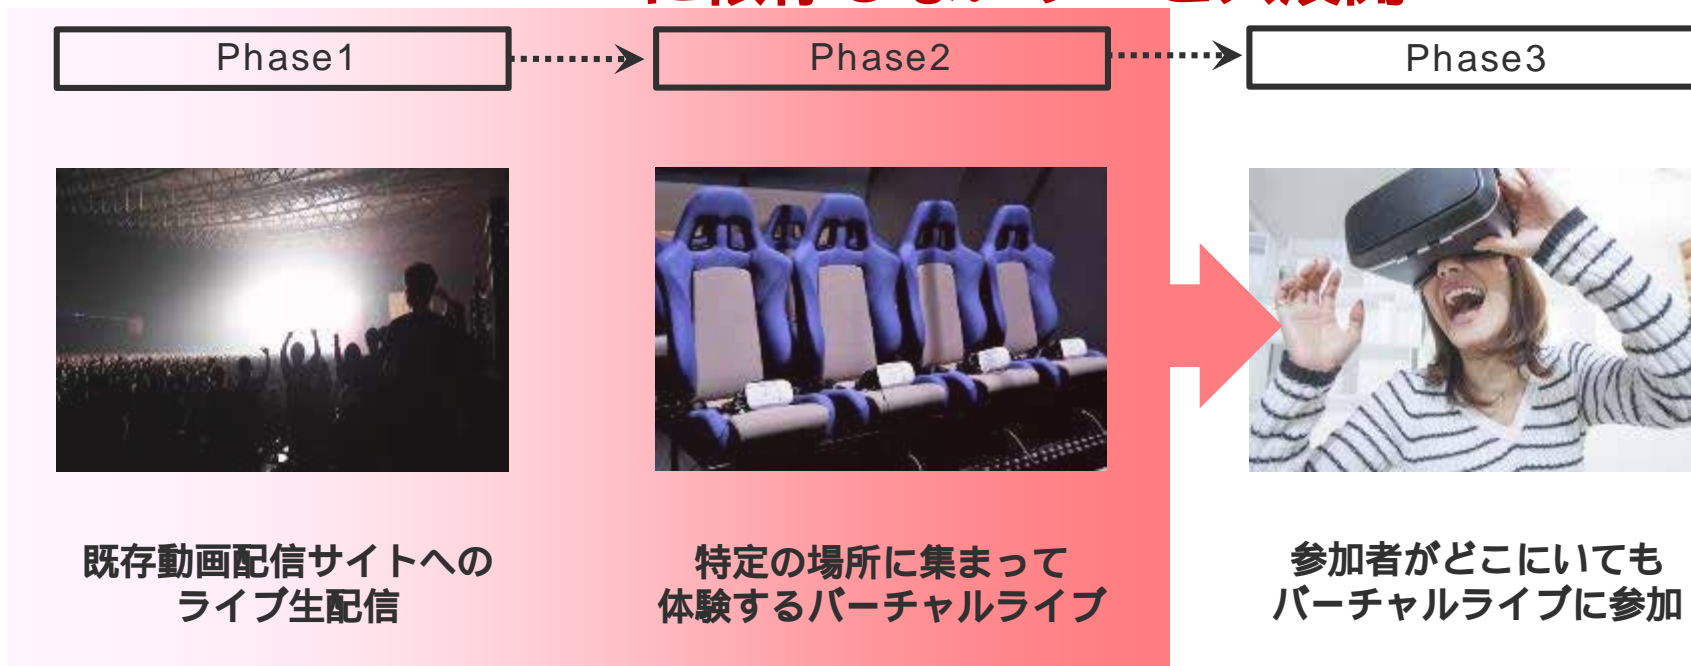 Phase1
Phase2
Phase3
既存動画配信サイトへの
ライブ生配信
特定の場所に集まって
体験するバーチャルライブ
参加者がどこにいても
バーチャルライブに参加